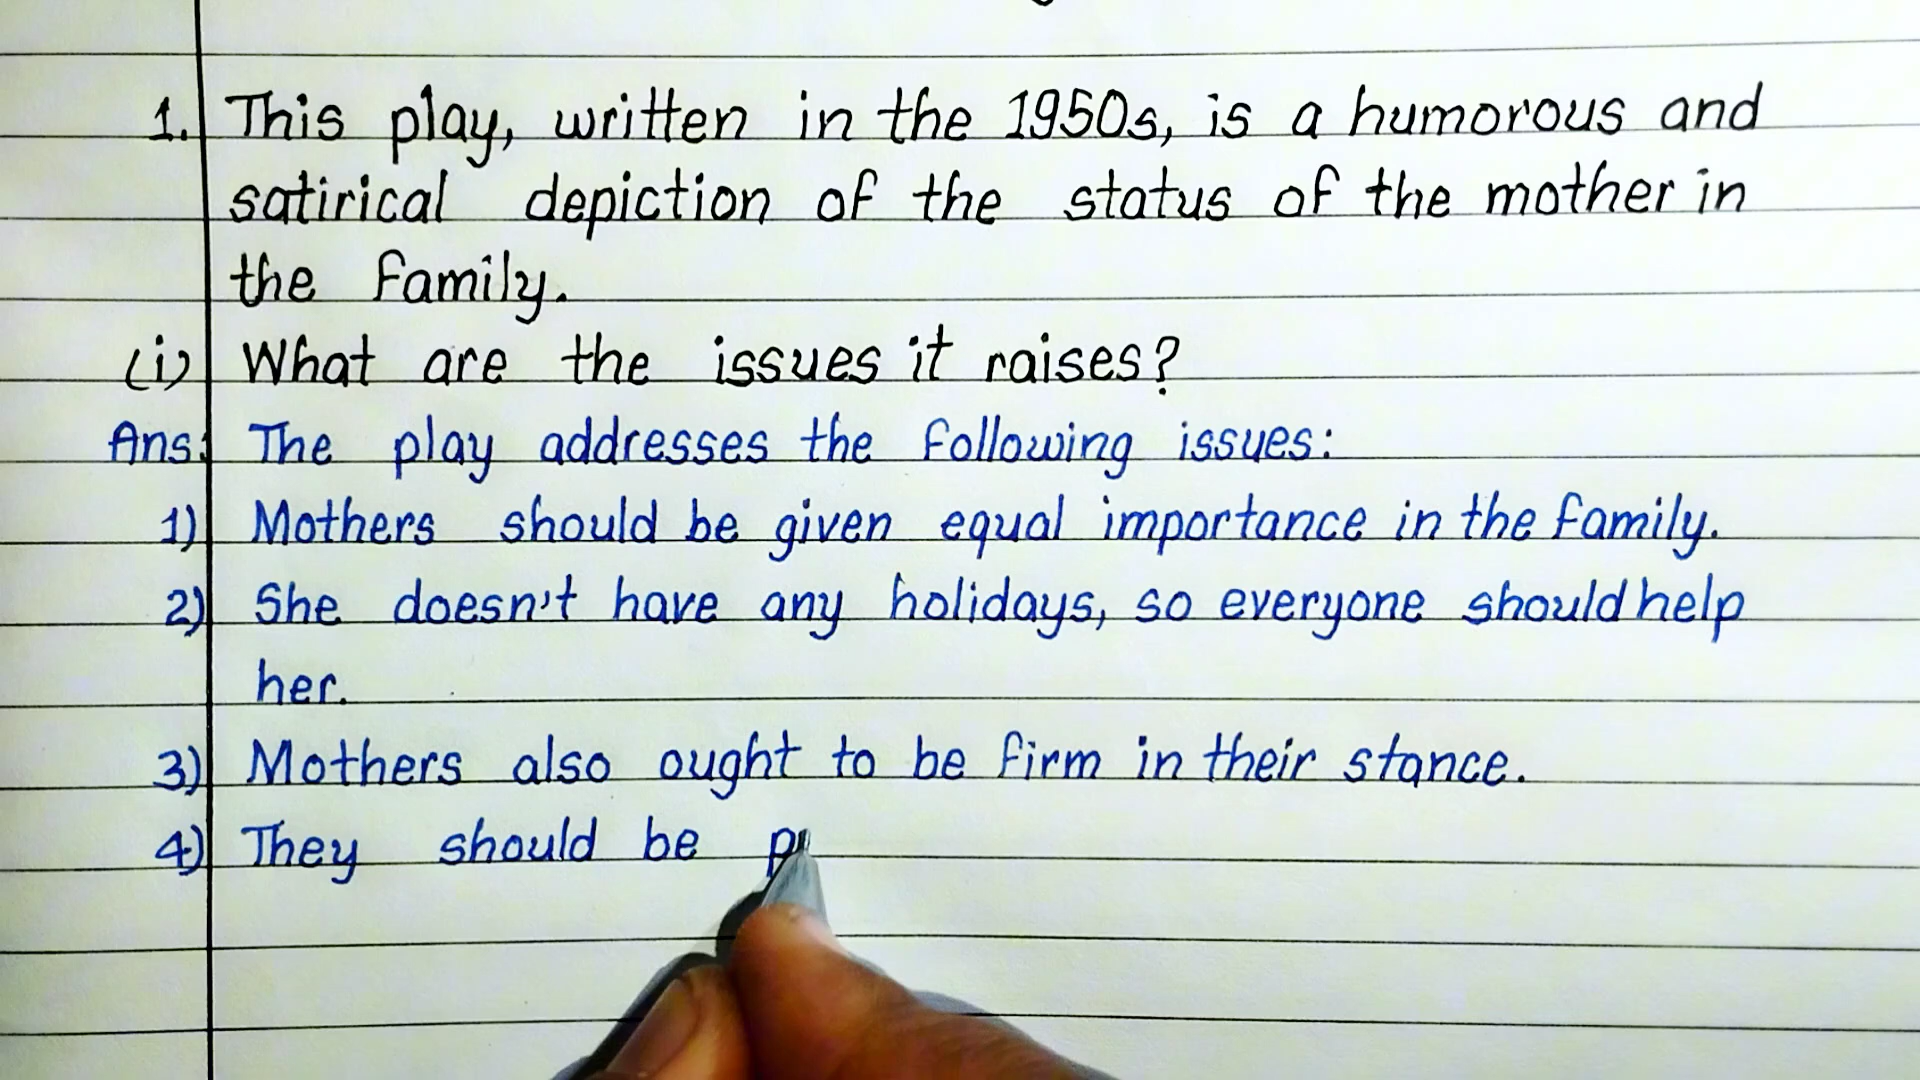 1. This play, written in the 1950s, is a humorous and
satirical depiction of the status of the mother in
the family.
(i) What are the issues it raises?
Ans: The play addresses the following issues:
1) Mothers should be given equal importance in the family.
2) She doesn't have any holidays, so everyone should help
her.
3) Mothers also ought to be firm in their stance.
4) They should be